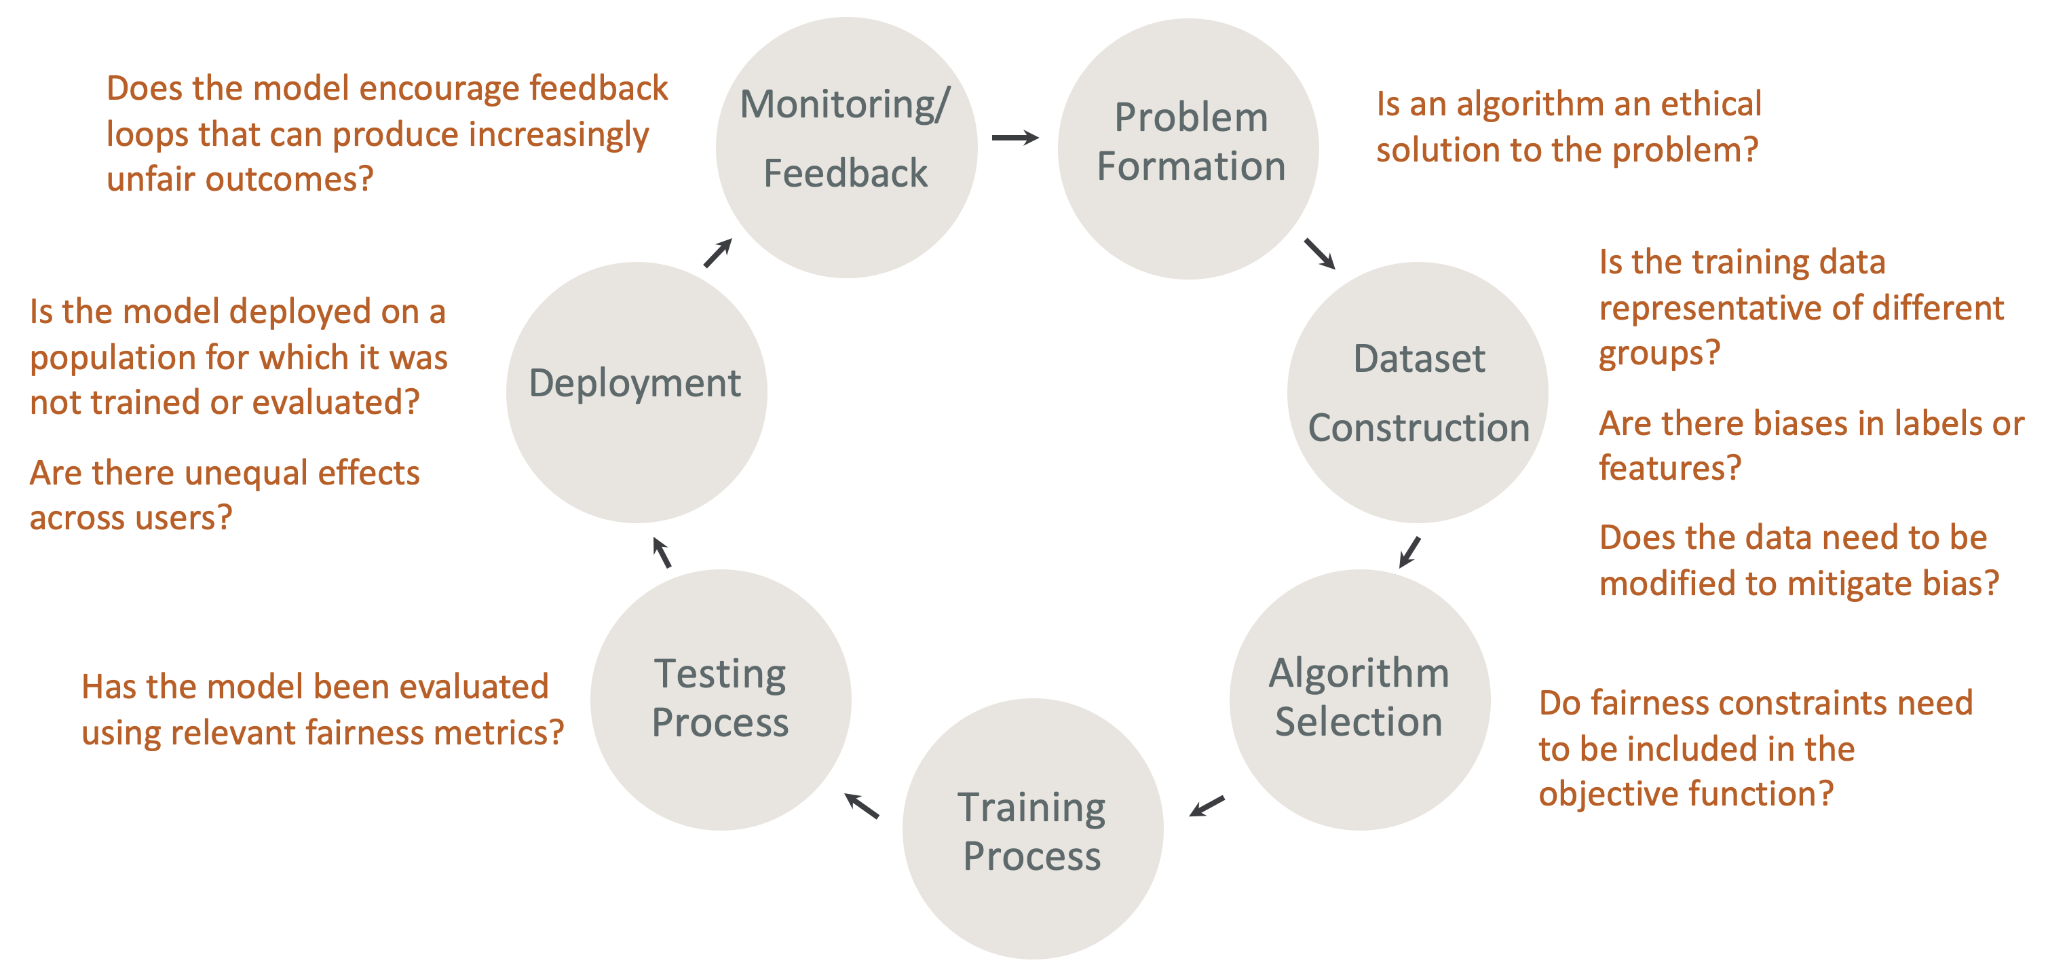 Does the model encourage feedback
loops that can produce increasingly
unfair outcomes?
Monitoring/
Feedback
Problem
Formation
Is an algorithm an ethical
solution to the problem?
Is the training data
representative of different
groups?
Are there biases in labels or
features?
Does the data need to be
modified to mitigate bias?
Dataset
Construction
Is the model deployed on a
population for which it was
not trained or evaluated?
Are there unequal effects
across users?
Deployment
Algorithm
Selection
Do fairness constraints need
to be included in the
objective function?
Has the model been evaluated
using relevant fairness metrics?
Testing
Process
Training
Process